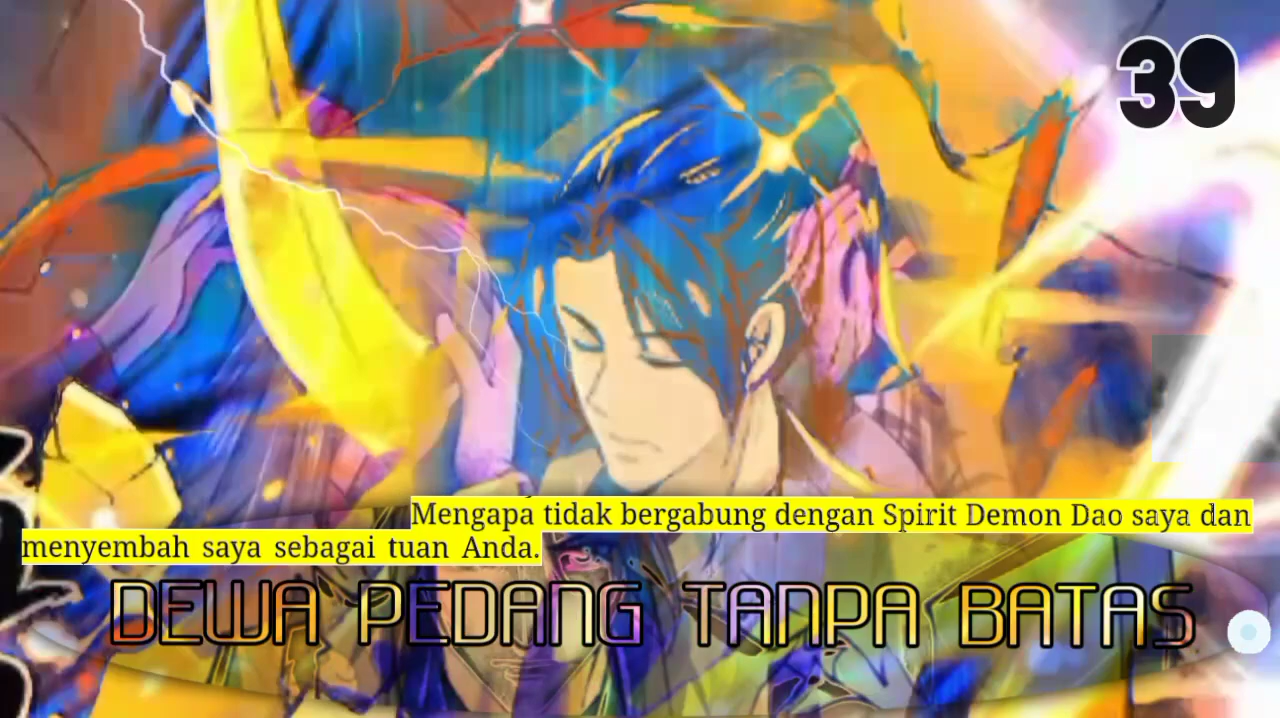 39
Mengapa tidak bergabung dengan Spirit Demon Dao saya dan
menyembah saya sebagai tuan Anda.
DEWA PEDANG TANPA BATAS